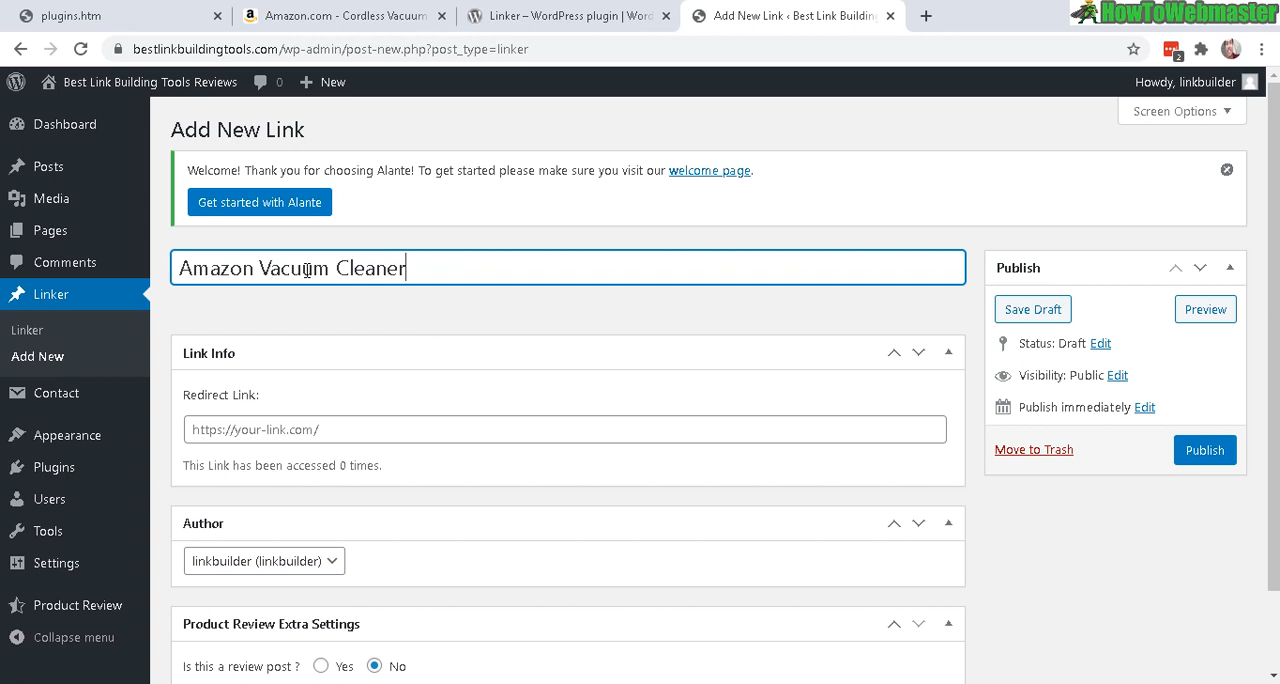 plugins.htm
Amazon.com - Cordless Vacuum
Linker – WordPress plugin | Word
Add New Link ‹ Best Link Building
HowToWebmaster
bestlinkbuildingtools.com/wp-admin/post-new.php?post_type=linker
2
Best Link Building Tools Reviews
0
New
Howdy, linkbuilder
Screen Options
Dashboard
Posts
Media
Pages
Comments
Linker
Linker
Add New
Contact
Appearance
Plugins
Users
Tools
Settings
Product Review
Collapse menu
Add New Link
Welcome! Thank you for choosing Alante! To get started please make sure you visit our welcome page.
Get started with Alante
Amazon Vacuum Cleaner
Link Info
Redirect Link:
https://your-link.com/
This Link has been accessed 0 times.
Author
linkbuilder (linkbuilder)
Product Review Extra Settings
Is this a review post ? Yes No
Publish
Save Draft Preview
Status: Draft Edit
Visibility: Public Edit
Publish immediately Edit
Move to Trash Publish